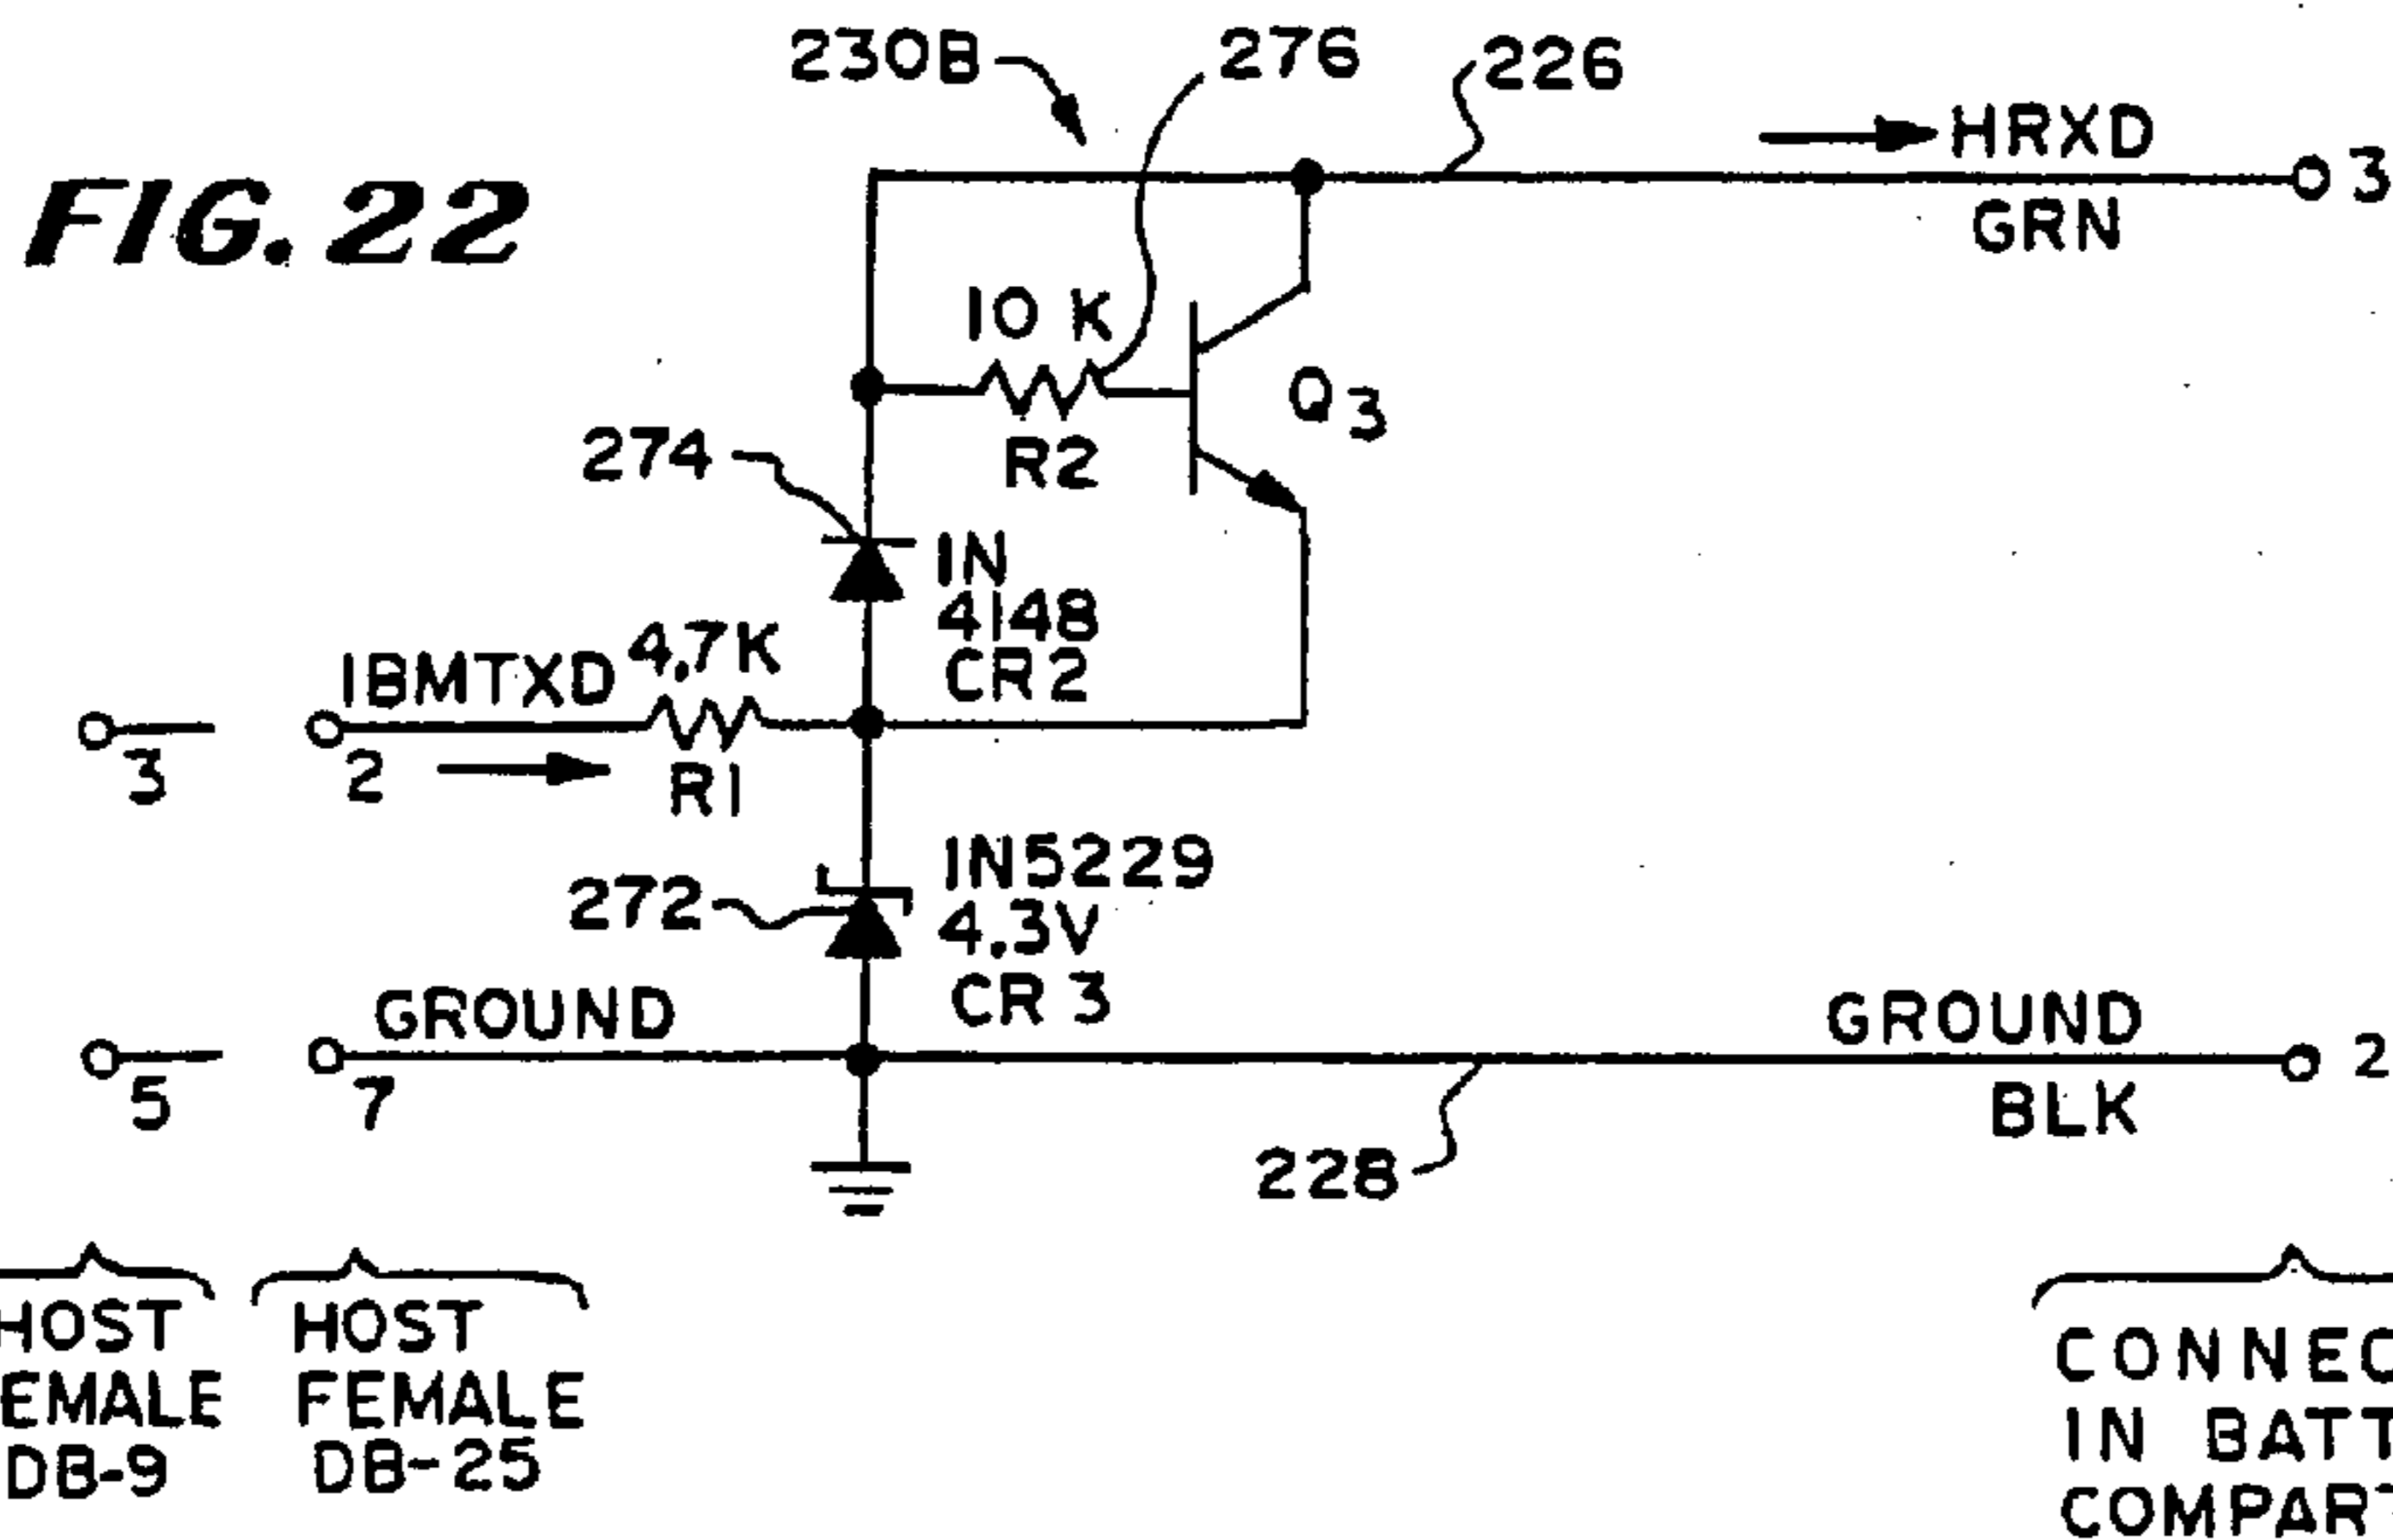 230B
276
226
HRXD
3
GRN
FIG. 22
10 K
R2
Q3
274
IN
4148
CR2
IBMTXD
4.7K
3
2
R1
272
IN5229
4.3V
CR 3
GROUND
GROUND
5
7
2
BLK
228
HOST
EMALE
DB-9
HOST
FEMALE
DB-25
CONNEC
IN BATT
COMPART